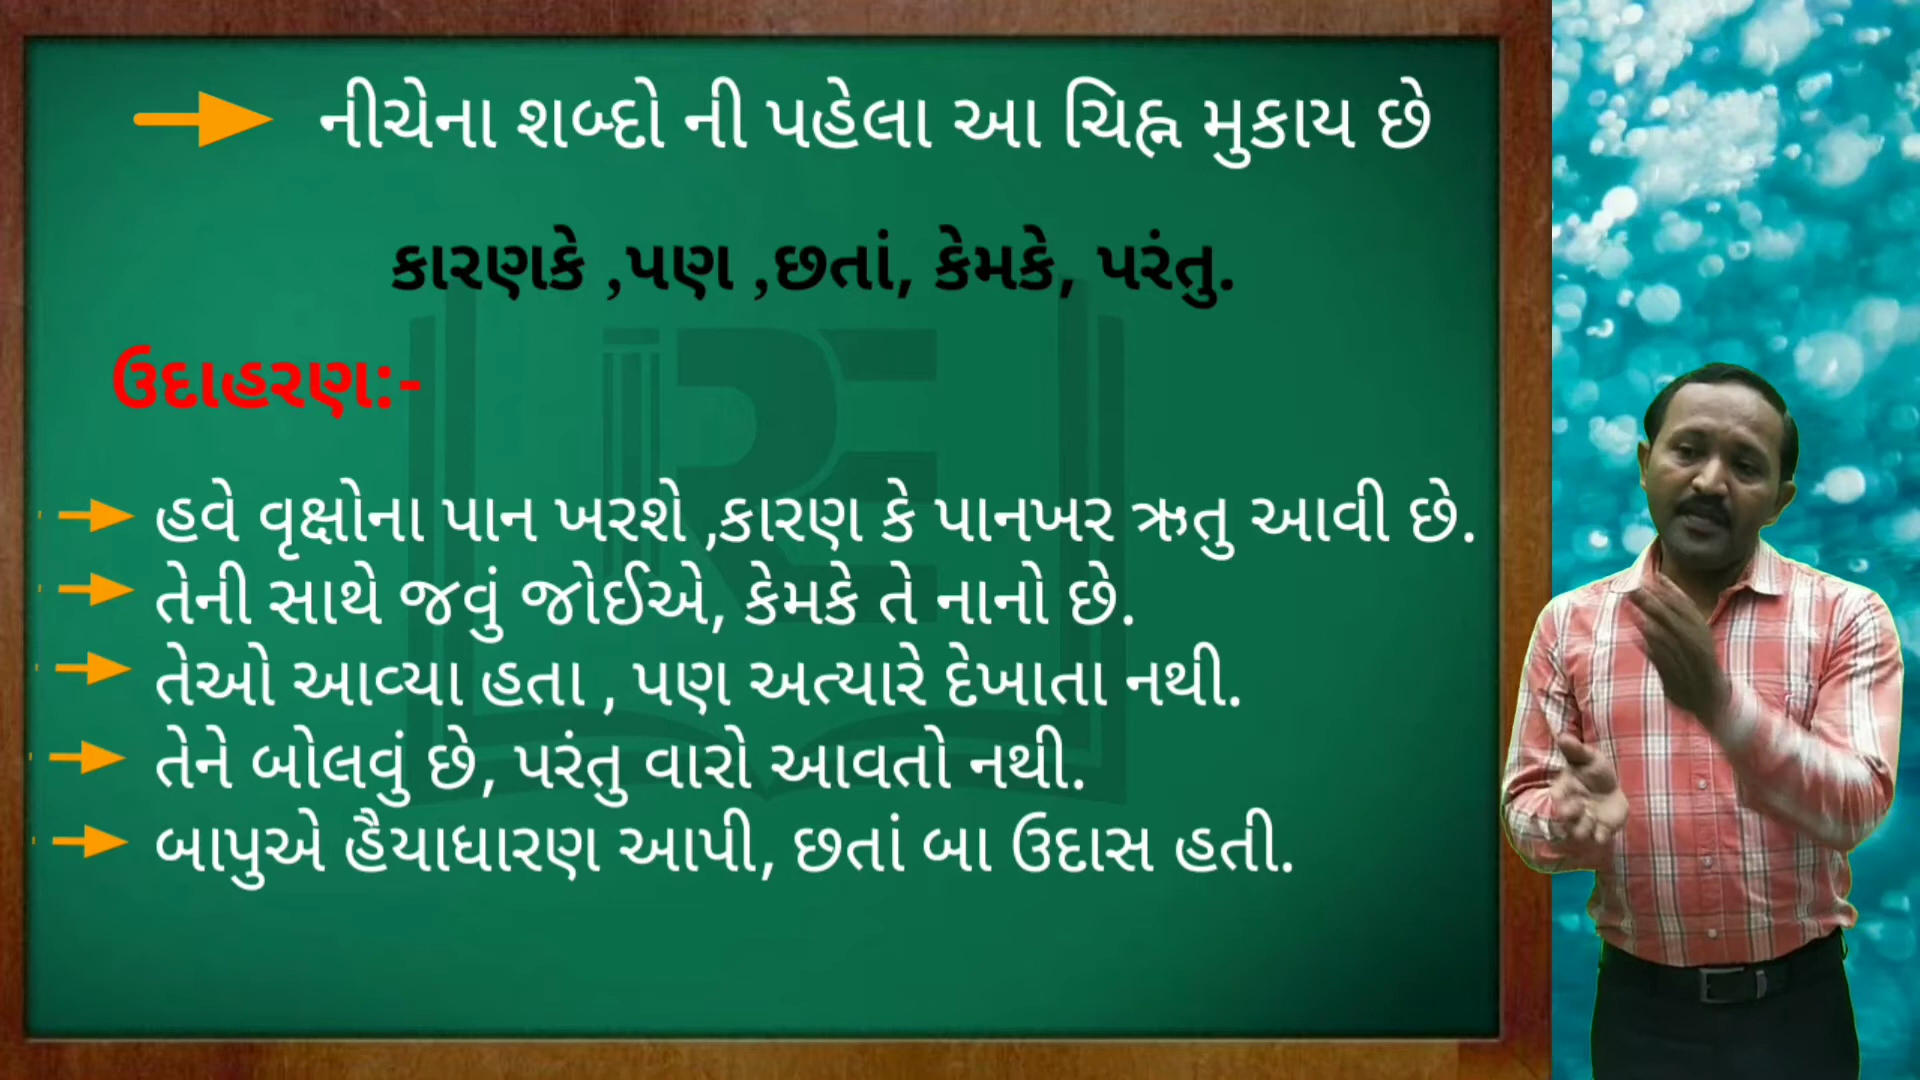 નીચેના શબ્દો ની પહેલા આ ચિહ્ન મુકાય છે
કારણકે ,પણ ,છતાં, કેમકે, પરંતુ.
ઉદાહરણ:-
હવે વૃક્ષોના પાન ખરશે ,કારણ કે પાનખર ઋતુ આવી છે.
તેની સાથે જવું જોઈએ, કેમકે તે નાનો છે.
તેઓ આવ્યા હતા , પણ અત્યારે દેખાતા નથી.
તેને બોલવું છે, પરંતુ વારો આવતો નથી.
બાપુએ હૈયાધારણ આપી, છતાં બા ઉદાસ હતી.